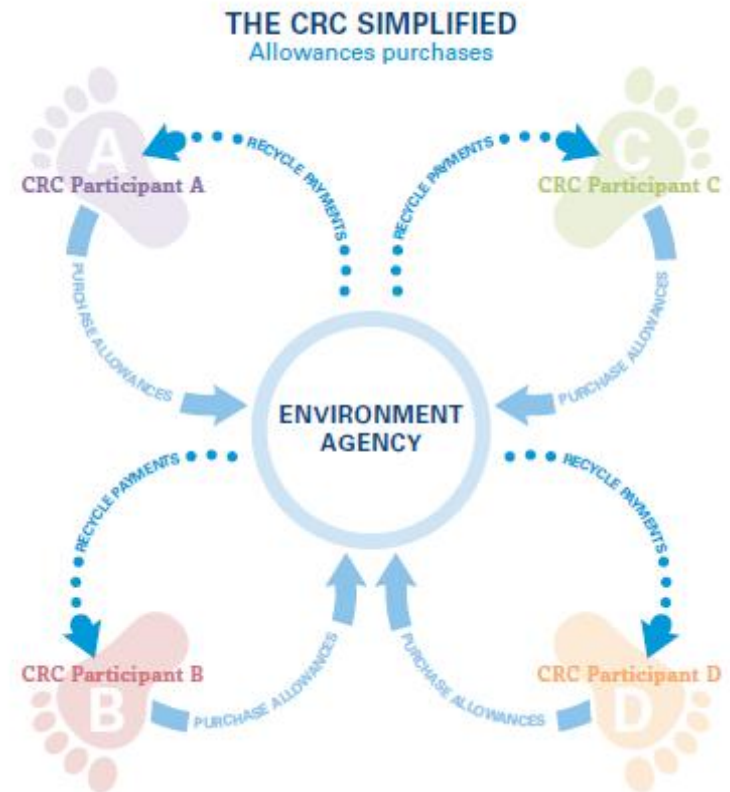 THE CRC SIMPLIFIED
Allowances purchases
A
CRC Participant A
RECYCLE PAYMENTS
PURCHASE ALLOWANCES
C
CRC Participant C
RECYCLE PAYMENTS
PURCHASE ALLOWANCES
ENVIRONMENT
AGENCY
RECYCLE PAYMENTS
CRC Participant B
B
PURCHASE ALLOWANCES
RECYCLE PAYMENTS
CRC Participant D
D
PURCHASE ALLOWANCES